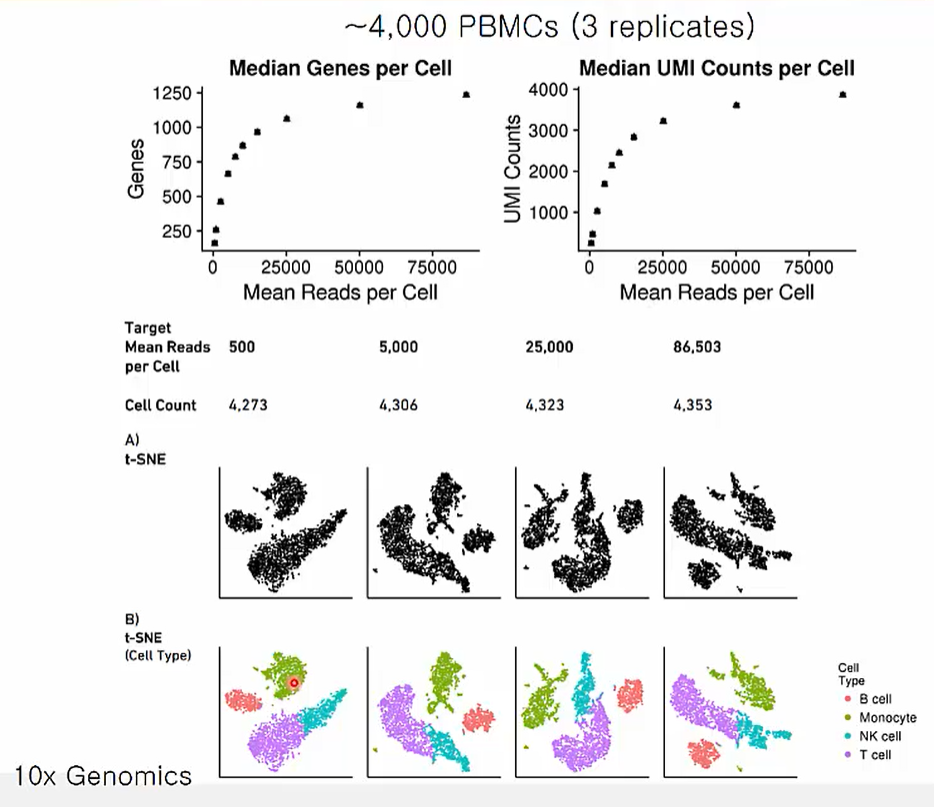 ~4,000 PBMCs (3 replicates)
Median Genes per Cell
Genes
1250
1000
750
500
250
0 25000 50000 75000
Mean Reads per Cell
Median UMI Counts per Cell
UMI Counts
4000
3000
2000
1000
0 25000 50000 75000
Mean Reads per Cell
Target
Mean Reads 500 5,000 25,000 86,503
per Cell
Cell Count 4,273 4,306 4,323 4,353
A)
t-SNE
B)
t-SNE
(Cell Type)
Cell
Type
B cell
Monocyte
NK cell
T cell
10x Genomics